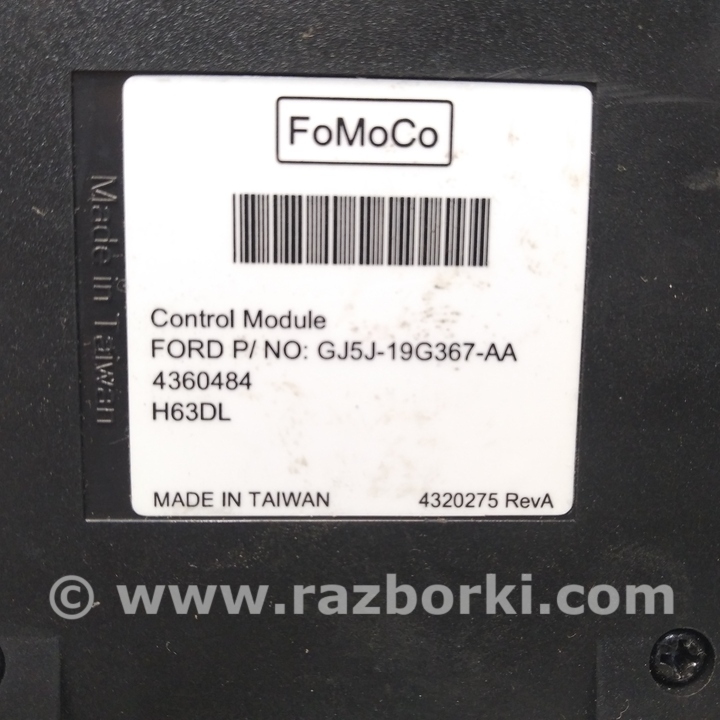 FoMoCo
Made in Taiwan
Control Module
FORD P/ NO: GJ5J-19G367-AA
4360484
H63DL
MADE IN TAIWAN 4320275 RevA
© www.razborki.com